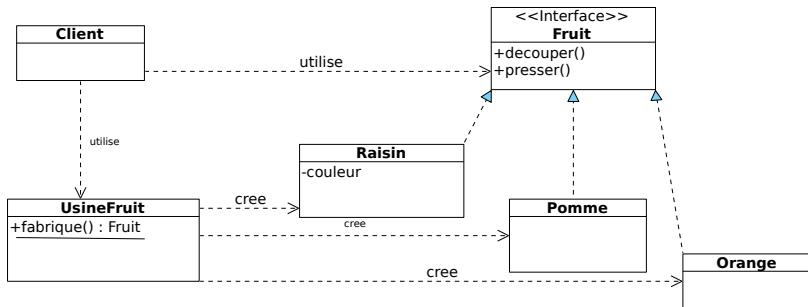 <<Interface>>
Fruit
+decouper()
+presser()
Client
utilise
utilise
Raisin
-couleur
UsineFruit
+fabrique() : Fruit
cree
cree
cree
Pomme
Orange